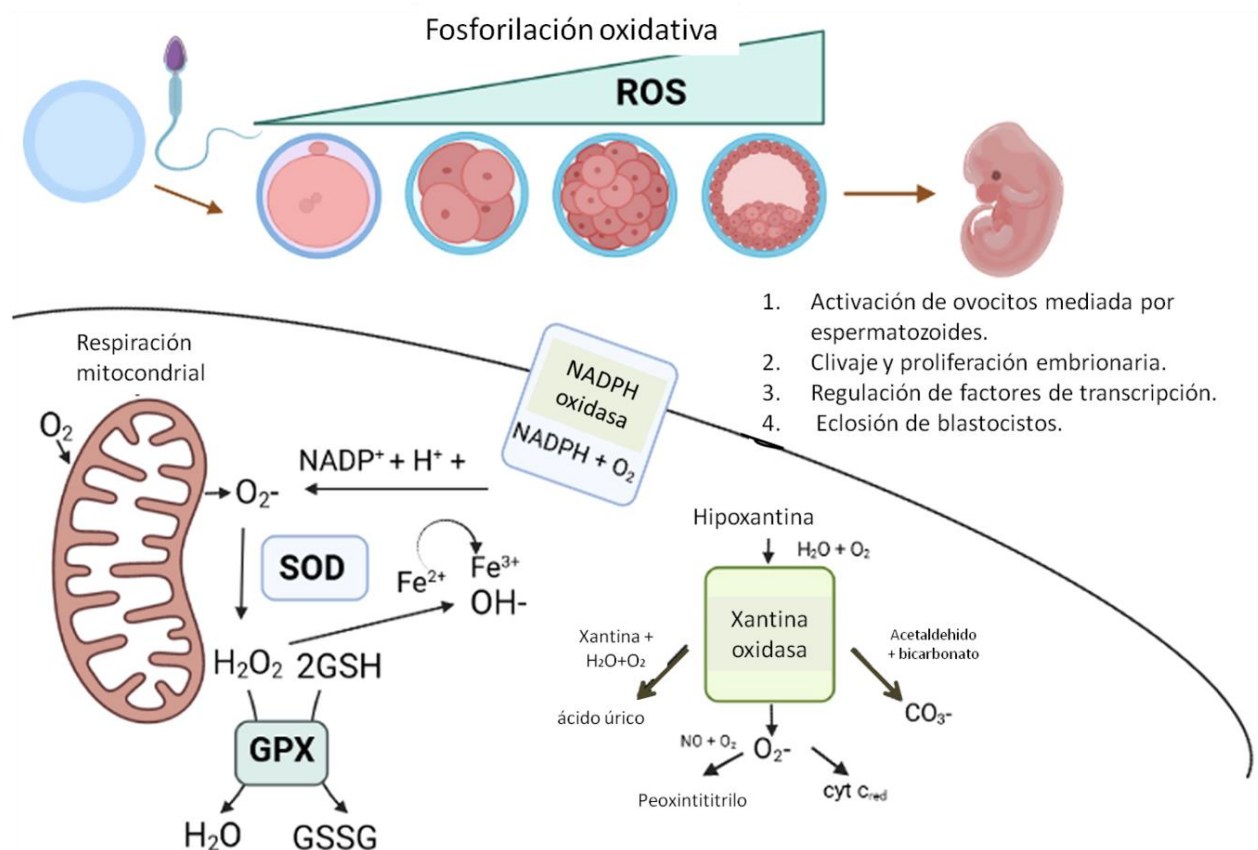 Fosforilación oxidativa
ROS
1. Activación de ovocitos mediada por
espermatozoides.
2. Clivaje y proliferación embrionaria.
3. Regulación de factores de transcripción.
4. Eclosión de blastocistos.
Respiración
mitocondrial
O₂
NADPH
oxidasa
NADPH + O₂
NADP⁺ + H⁺ +
O₂-
SOD
Fe²⁺
Fe³⁺
OH-
H₂O₂ 2GSH
GPX
H₂O GSSG
Hipoxantina
H₂O + O₂
Xantina
oxidasa
Xantina +
H₂O+O₂
ácido úrico
Acetaldehido
+ bicarbonato
CO₃-
NO + O₂
O₂-
Peoxintititrilo
cyt c_red